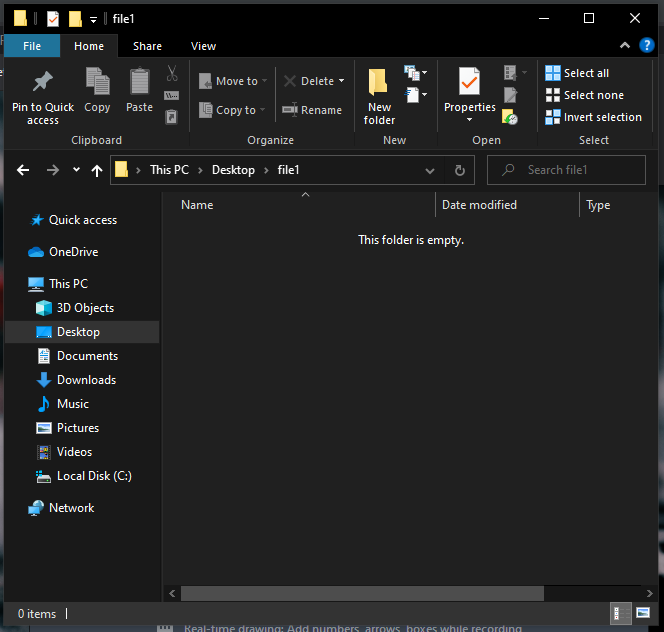 file1
File Home Share View
Pin to Quick access
Copy
Paste
Clipboard
Move to
Copy to
Delete
Rename
Organize
New folder
New
Properties
Open
Select all
Select none
Invert selection
Select
This PC > Desktop > file1
Search file1
Name Date modified Type
This folder is empty.
Quick access
OneDrive
This PC
3D Objects
Desktop
Documents
Downloads
Music
Pictures
Videos
Local Disk (C:)
Network
0 items
Real-time drawing: Add numbers, arrows, boxes while recording